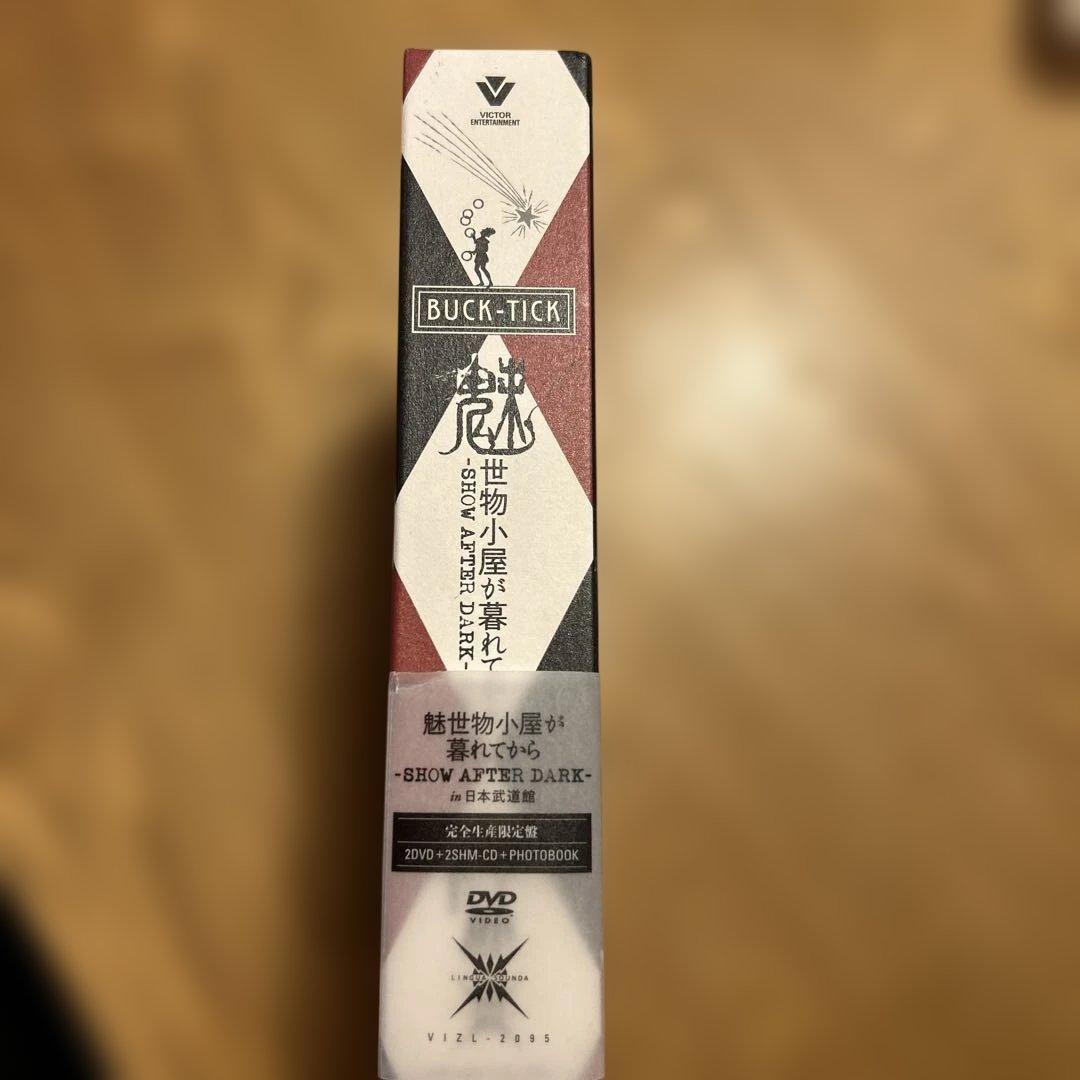 VICTOR
ENTERTAINMENT
BUCK-TICK
魅
世物小屋が暮れて
-SHOW AFTER DARK-
魅世物小屋が
暮れてから
-SHOW AFTER DARK-
in 日本武道館
完全生産限定盤
2DVD+2SHM-CD+PHOTOBOOK
DVD
VIDEO
LINGUA SOUNDA
VIZL-2095